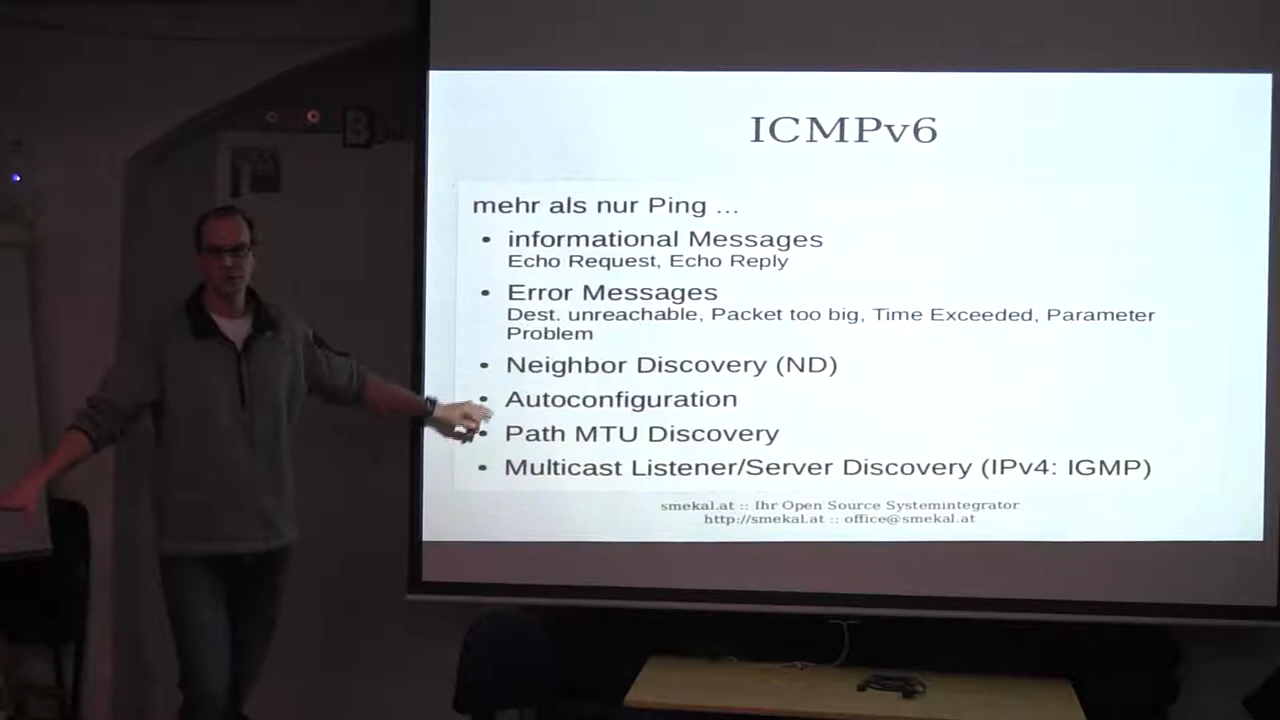 ICMPv6
mehr als nur Ping ...
• informational Messages
Echo Request, Echo Reply
• Error Messages
Dest. unreachable, Packet too big, Time Exceeded, Parameter
Problem
• Neighbor Discovery (ND)
• Autoconfiguration
• Path MTU Discovery
• Multicast Listener/Server Discovery (IPv4: IGMP)
smekal.at :: Ihr Open Source Systemintegrator
http://smekal.at :: office@smekal.at
B